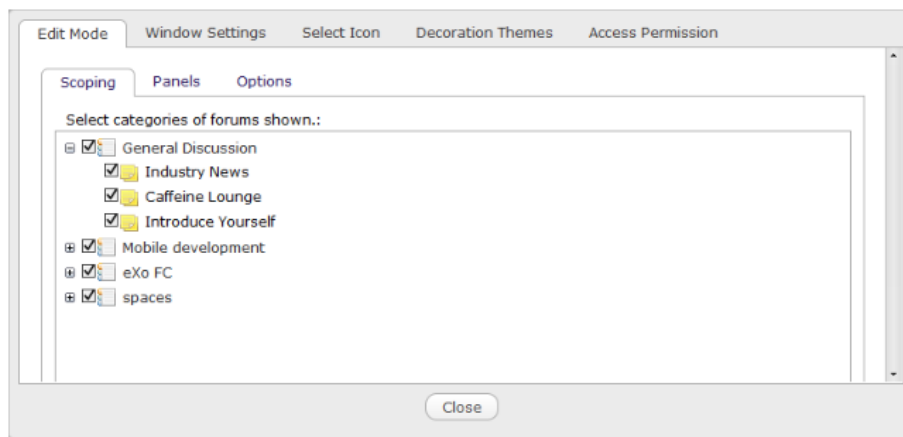 Edit Mode Window Settings Select Icon Decoration Themes Access Permission
Scoping Panels Options
Select categories of forums shown.:
General Discussion
Industry News
Caffeine Lounge
Introduce Yourself
Mobile development
eXo FC
spaces
Close